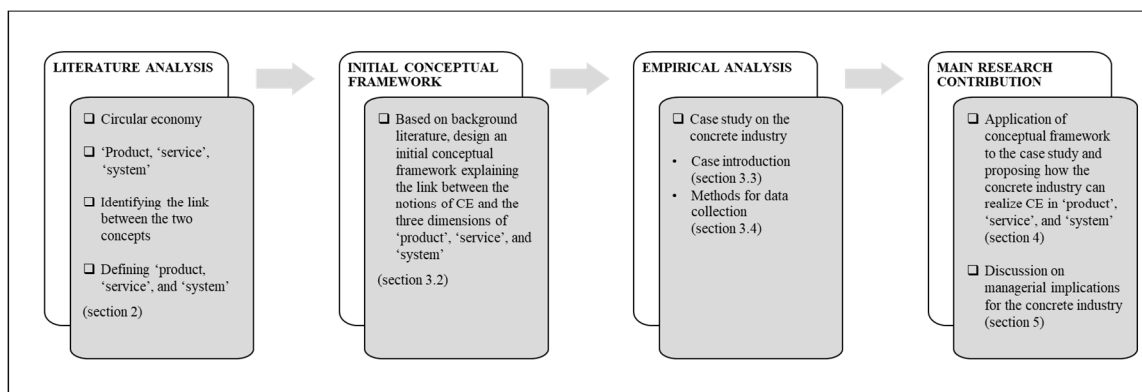 LITERATURE ANALYSIS
❑ Circular economy
❑ ‘Product, ‘service’,
‘system’
❑ Identifying the link
between the two
concepts
❑ Defining ‘product,
‘service’, and ‘system’
(section 2)
INITIAL CONCEPTUAL
FRAMEWORK
❑ Based on background
literature, design an
initial conceptual
framework explaining
the link between the
notions of CE and the
three dimensions of
‘product’, ‘service’, and
‘system’
(section 3.2)
EMPIRICAL ANALYSIS
❑ Case study on the
concrete industry
• Case introduction
(section 3.3)
• Methods for data
collection
(section 3.4)
MAIN RESEARCH
CONTRIBUTION
❑ Application of
conceptual framework
to the case study and
proposing how the
concrete industry can
realize CE in ‘product’,
‘service’, and ‘system’
(section 4)
❑ Discussion on
managerial implications
for the concrete industry
(section 5)